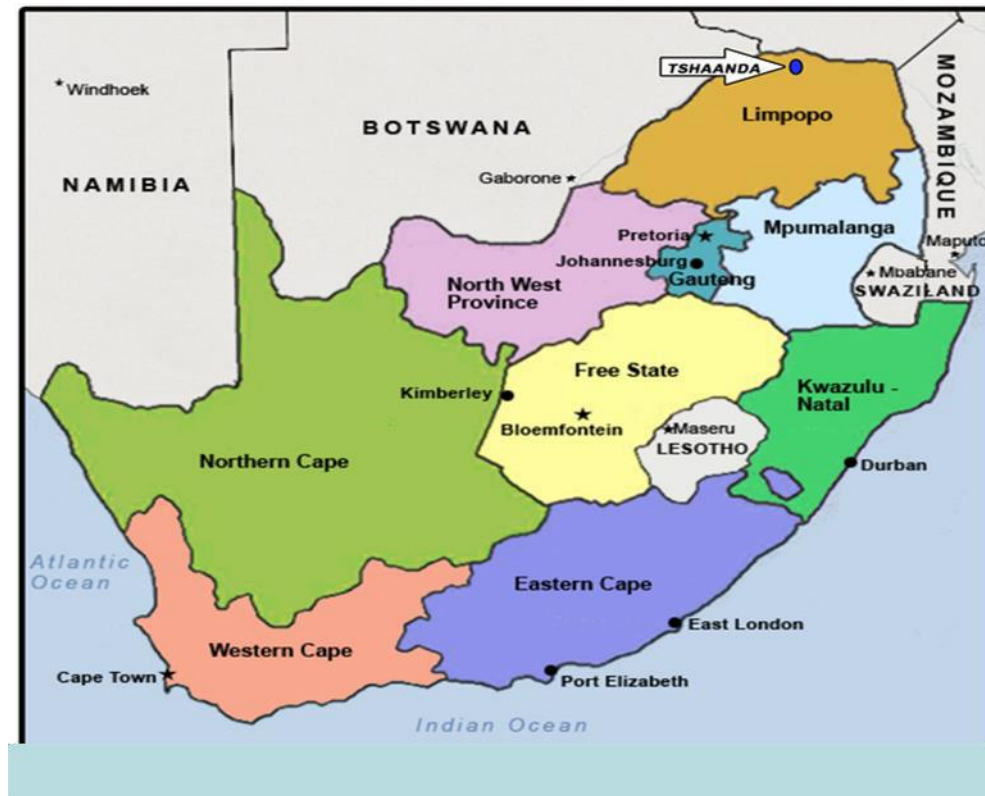 TSHAANDA
Windhoek
MOZAMBIQUE
Limpopo
BOTSWANA
NAMIBIA
Gaborone
Mpumalanga
Pretoria
Maputo
Johannesburg
Mbabane
Gauteng
SWAZILAND
North West
Province
Free State
Kwazulu -
Natal
Kimberley
Bloemfontein
Maseru
LESOTHO
Northern Cape
Durban
Atlantic
Ocean
Eastern Cape
East London
Western Cape
Cape Town
Port Elizabeth
Indian Ocean